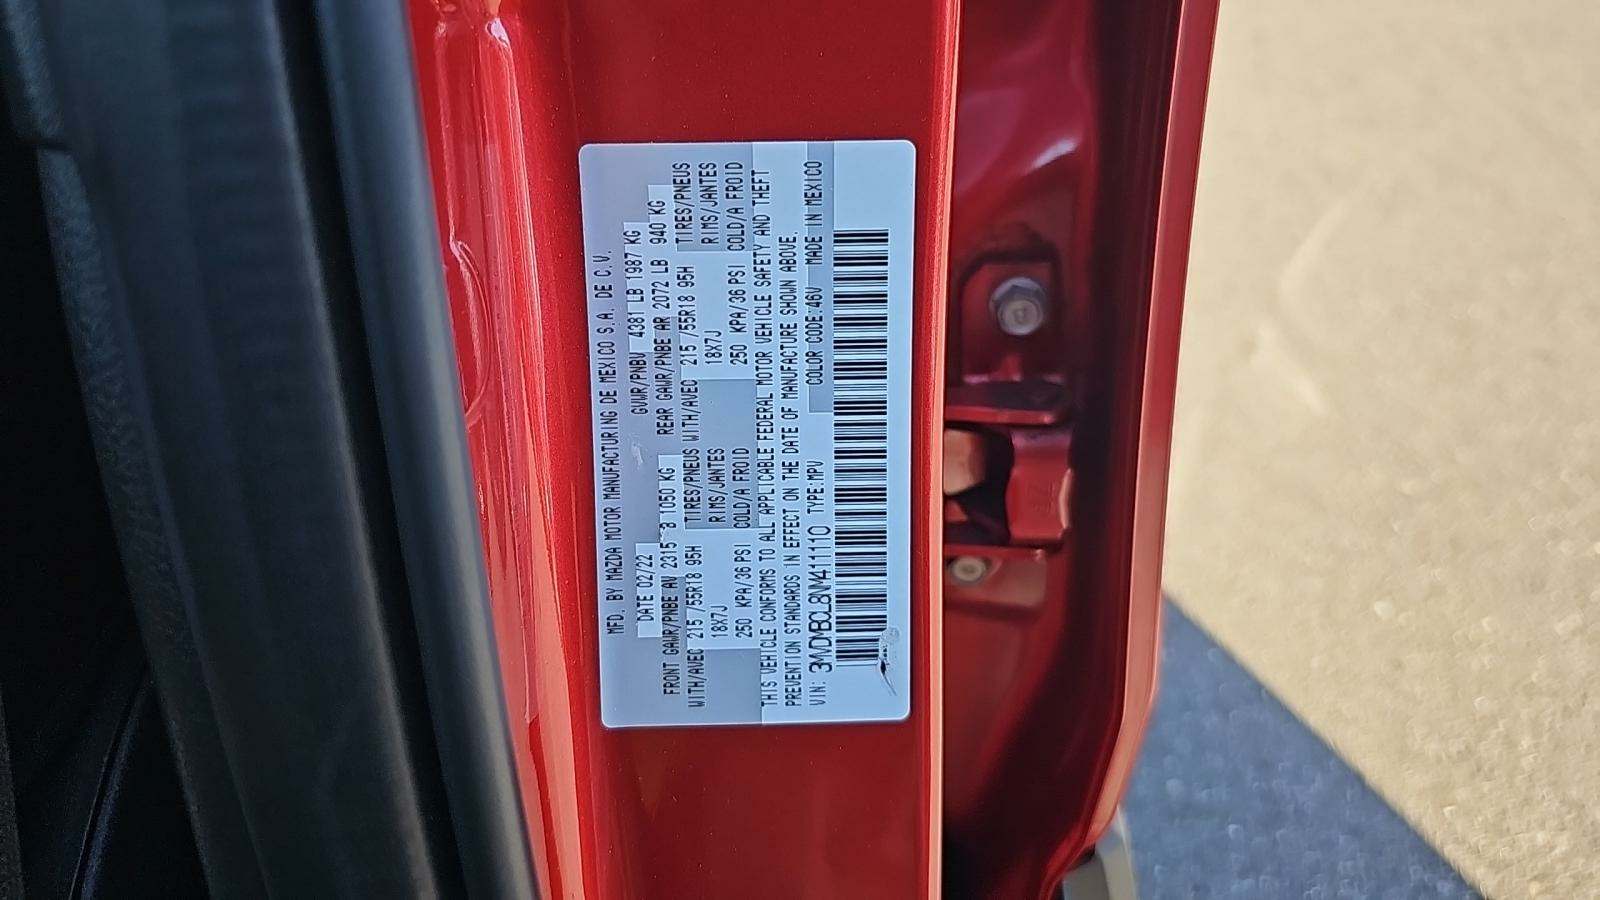 MFD. BY MAZDA MOTOR MANUFACTURING DE MEXICO S.A. DE C.V.
DATE 02/22 GVWR/PNBV 4381 LB 1987 KG
FRONT GAWR/PNBE AV 2315 LB 1050 KG REAR GAWR/PNBE AR 2072 LB 940 KG
WITH/AVEC 215 /55R18 95H TIRES/PNEUS WITH/AVEC 215 /55R18 95H TIRES/PNEUS
18X7J RIMS/JANTES 18X7J RIMS/JANTES
250 KPA/36 PSI COLD/A FROID 250 KPA/36 PSI COLD/A FROID
THIS VEHICLE CONFORMS TO ALL APPLICABLE FEDERAL MOTOR VEHICLE SAFETY AND THEFT
PREVENTION STANDARDS IN EFFECT ON THE DATE OF MANUFACTURE SHOWN ABOVE.
VIN: 3MVDMBCL8NM411110 TYPE:MPV COLOR CODE:46V MADE IN MEXICO